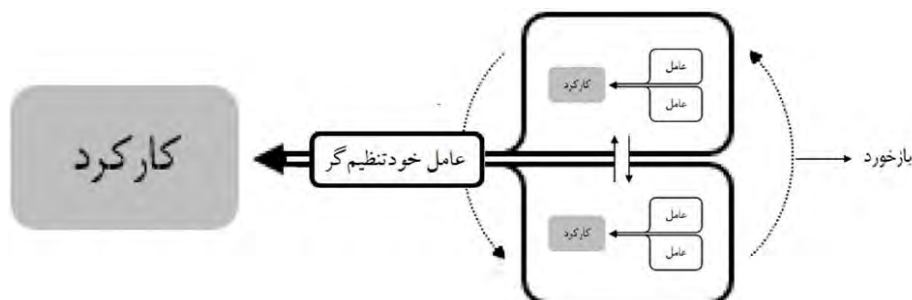 عامل
کارکرد
عامل
بازخورد
عامل خودتنظیم‌گر
کارکرد
عامل
کارکرد
عامل